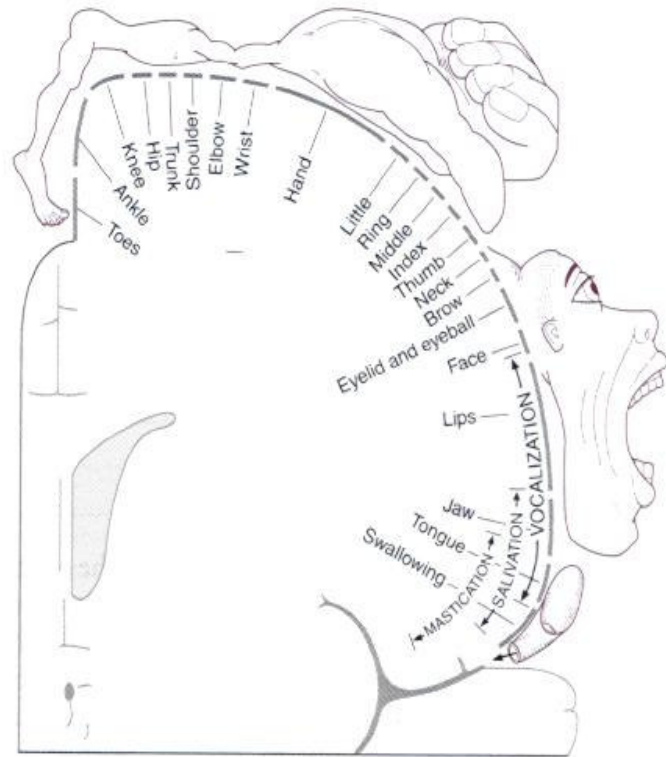 Toes
Ankle
Knee
Hip
Trunk
Shoulder
Elbow
Wrist
Hand
Little
Ring
Middle
Index
Thumb
Neck
Brow
Eyelid and eyeball
Face
Lips
Jaw
Tongue
Swallowing
VOCALIZATION
SALIVATION
MASTICATION